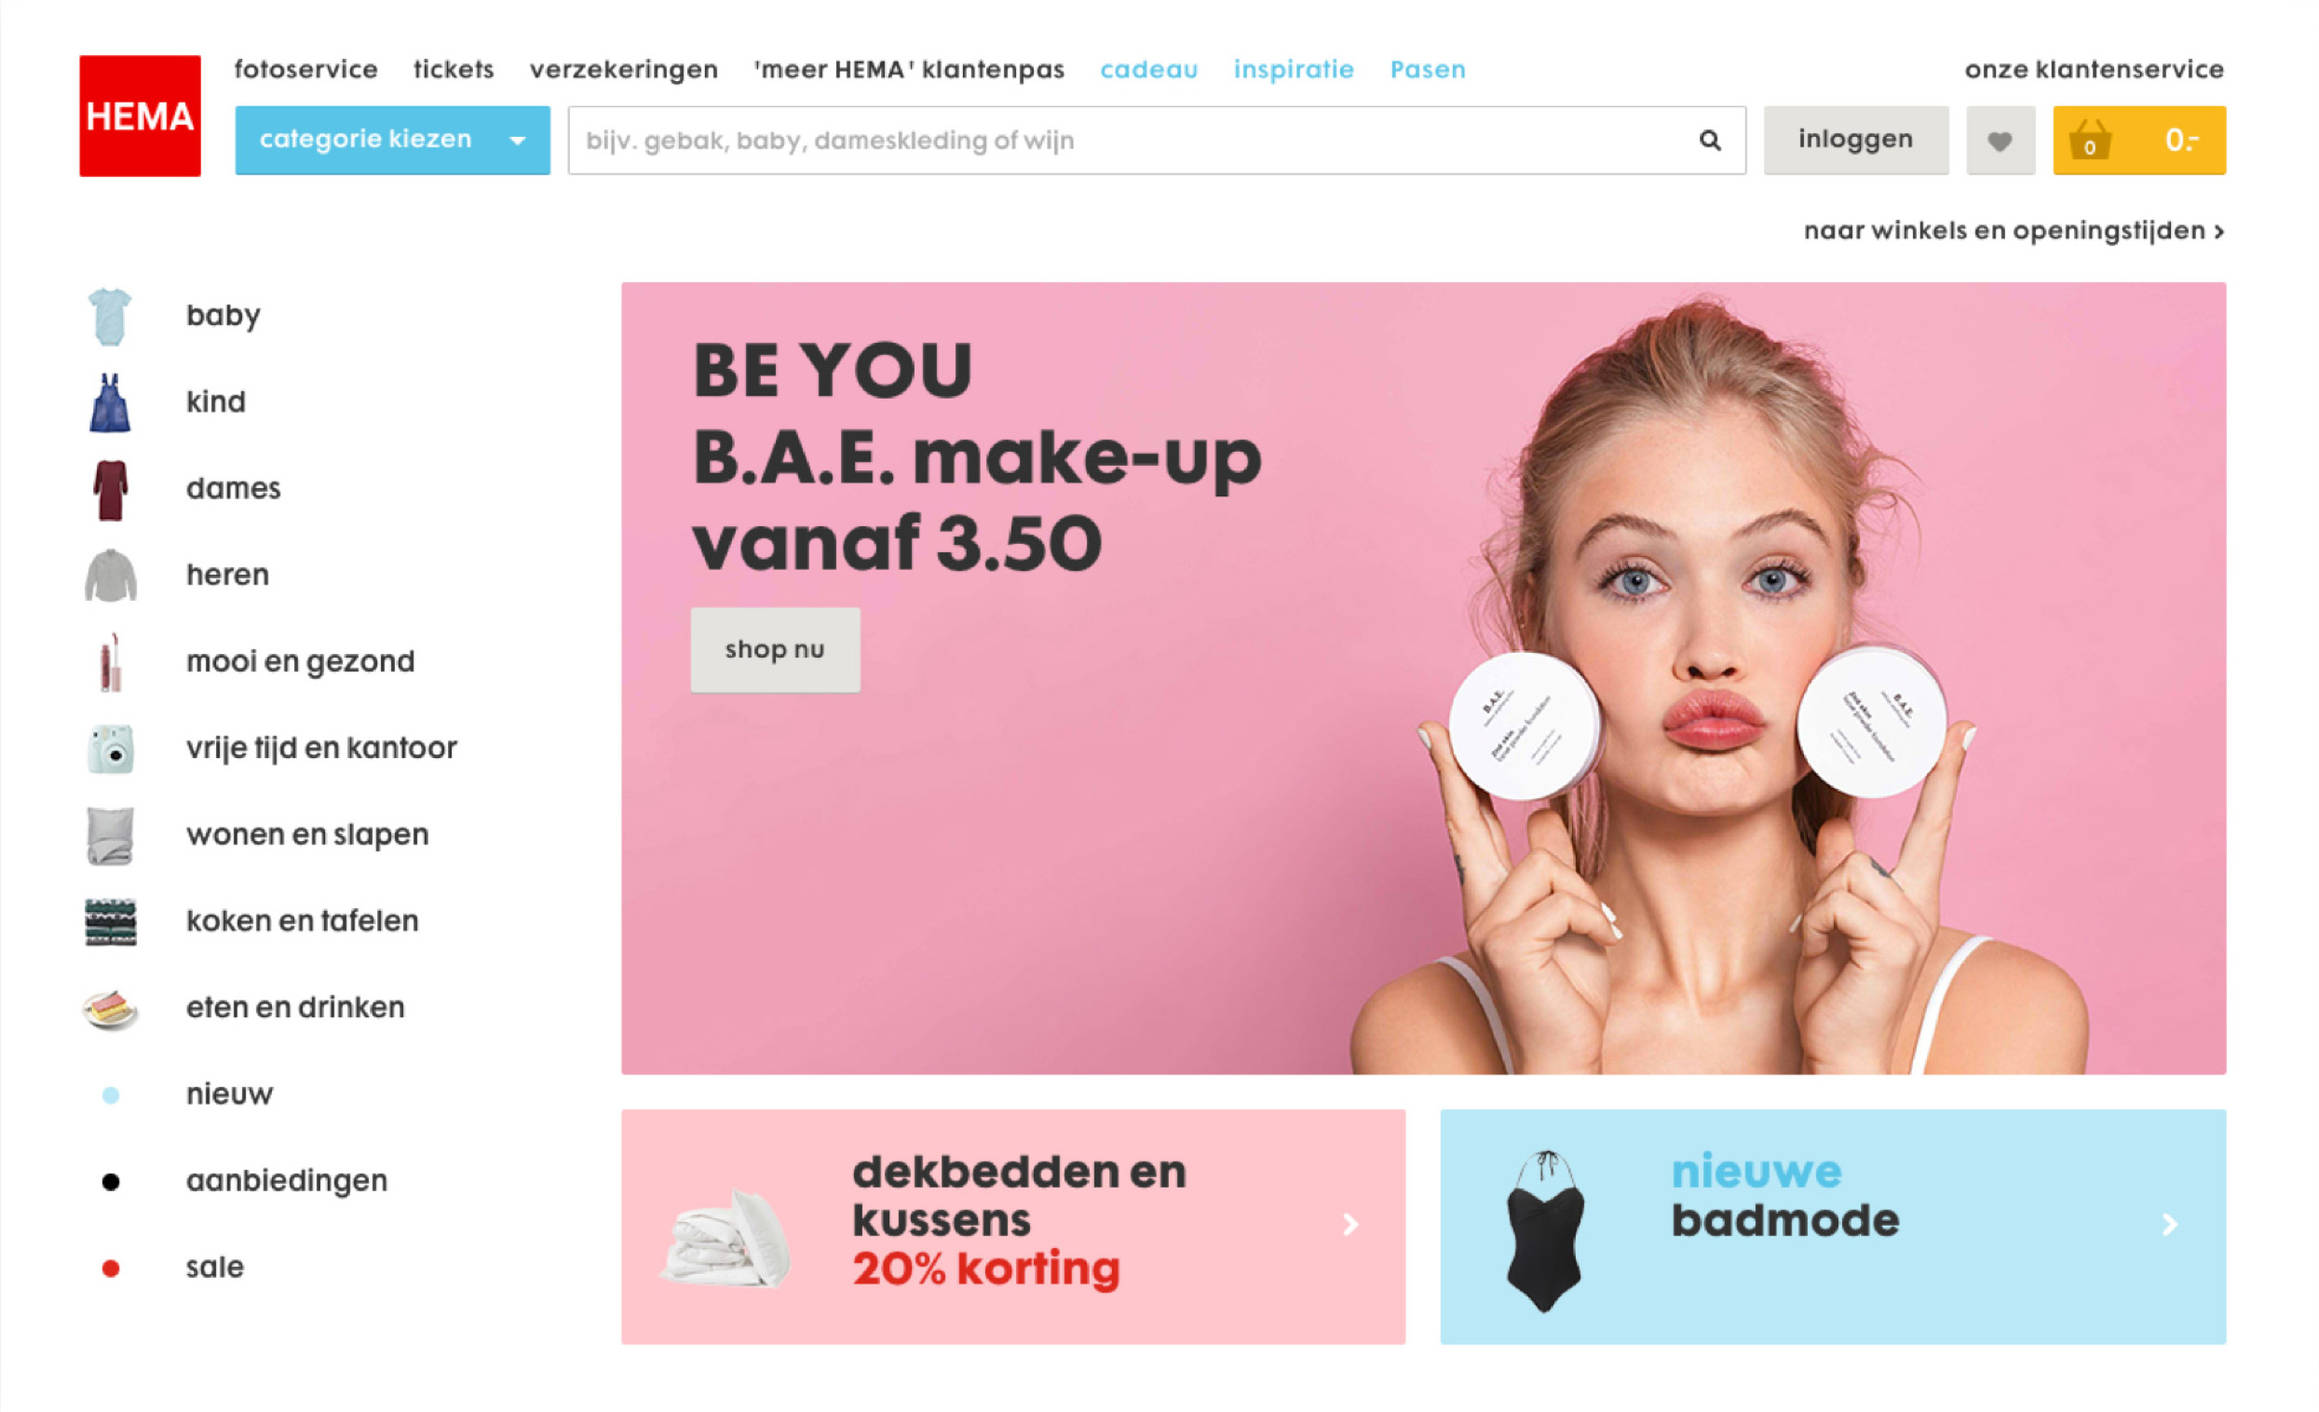 fotoservice tickets verzekeringen 'meer HEMA' klantenpas cadeau inspiratie Pasen onze klantenservice
HEMA
categorie kiezen bijv. gebak, baby, dameskleding of wijn inloggen 0 0.-
naar winkels en openingstijden >
baby
kind
dames
heren
mooi en gezond
vrije tijd en kantoor
wonen en slapen
koken en tafelen
eten en drinken
nieuw
aanbiedingen
sale
BE YOU
B.A.E. make-up
vanaf 3.50
shop nu
B.A.E.
B.A.E.
dekbedden en
kussens
20% korting
nieuwe
badmode